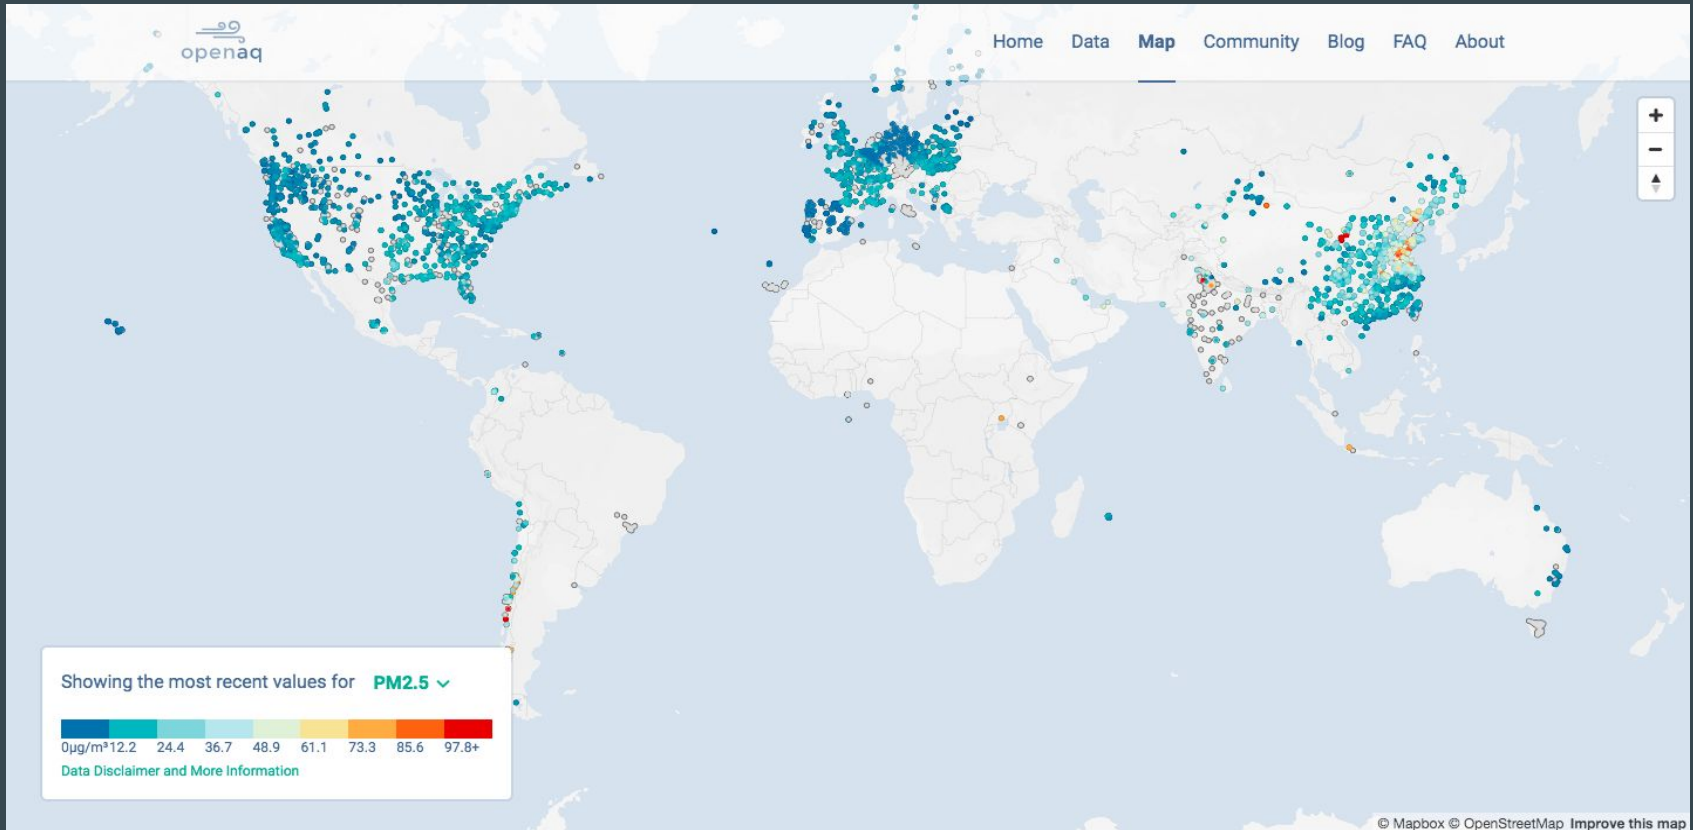 openaq
Home Data Map Community Blog FAQ About
Showing the most recent values for PM2.5
0µg/m³ 12.2 24.4 36.7 48.9 61.1 73.3 85.6 97.8+
Data Disclaimer and More Information
© Mapbox © OpenStreetMap Improve this map